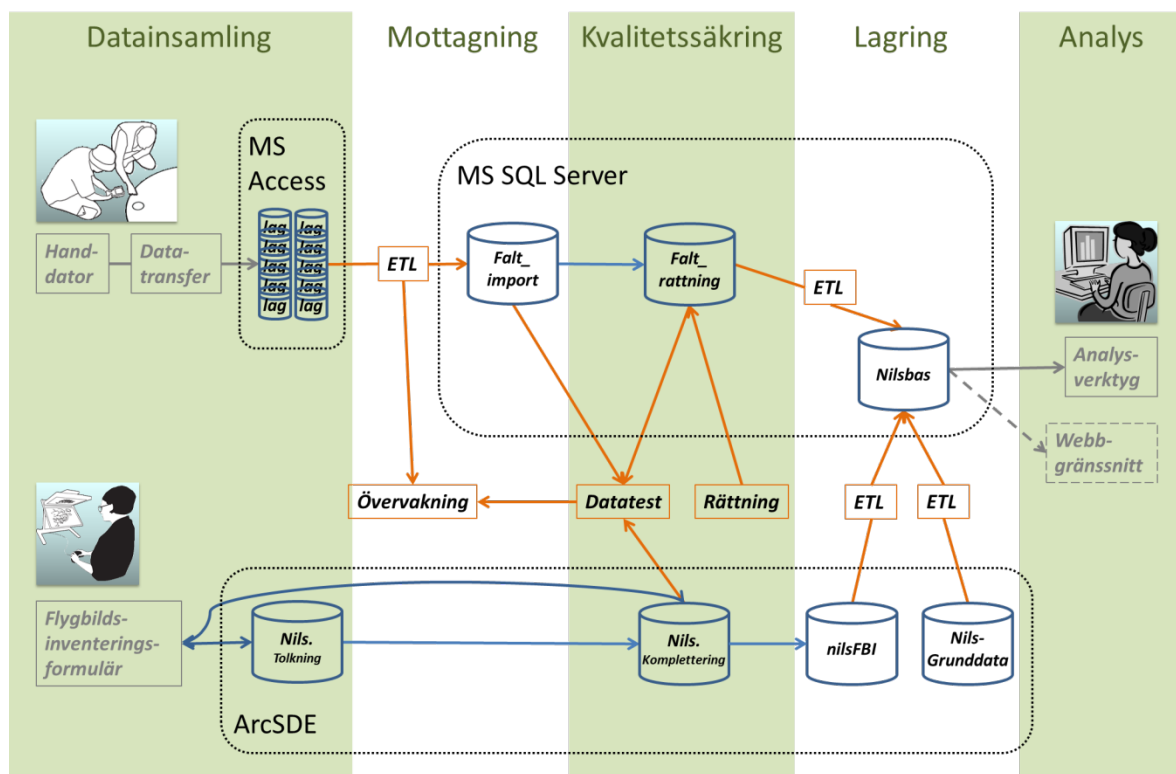 Datainsamling
Mottagning
Kvalitetssäkring
Lagring
Analys
MS
Access
MS SQL Server
lag lag
lag lag
lag lag
lag lag
lag lag
Hand-
dator
Data-
transfer
ETL
Falt_
import
Falt_
rattning
ETL
Nilsbas
Analys-
verktyg
Webb-
gränssnitt
Övervakning
Datatest
Rättning
ETL
ETL
Flygbilds-
inventerings-
formulär
Nils.
Tolkning
Nils.
Komplettering
nilsFBI
Nils-
Grunddata
ArcSDE